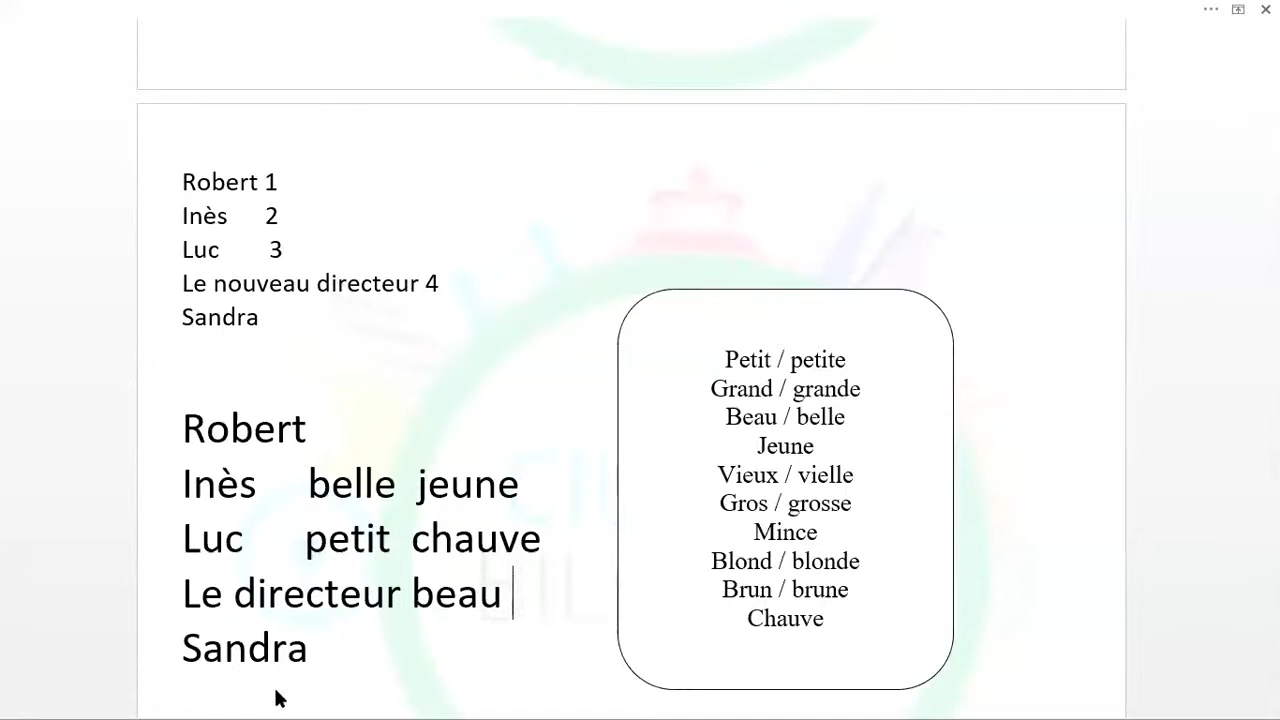 Robert 1
Inès 2
Luc 3
Le nouveau directeur 4
Sandra
Robert
Inès belle jeune
Luc petit chauve
Le directeur beau
Sandra
Petit / petite
Grand / grande
Beau / belle
Jeune
Vieux / vielle
Gros / grosse
Mince
Blond / blonde
Brun / brune
Chauve